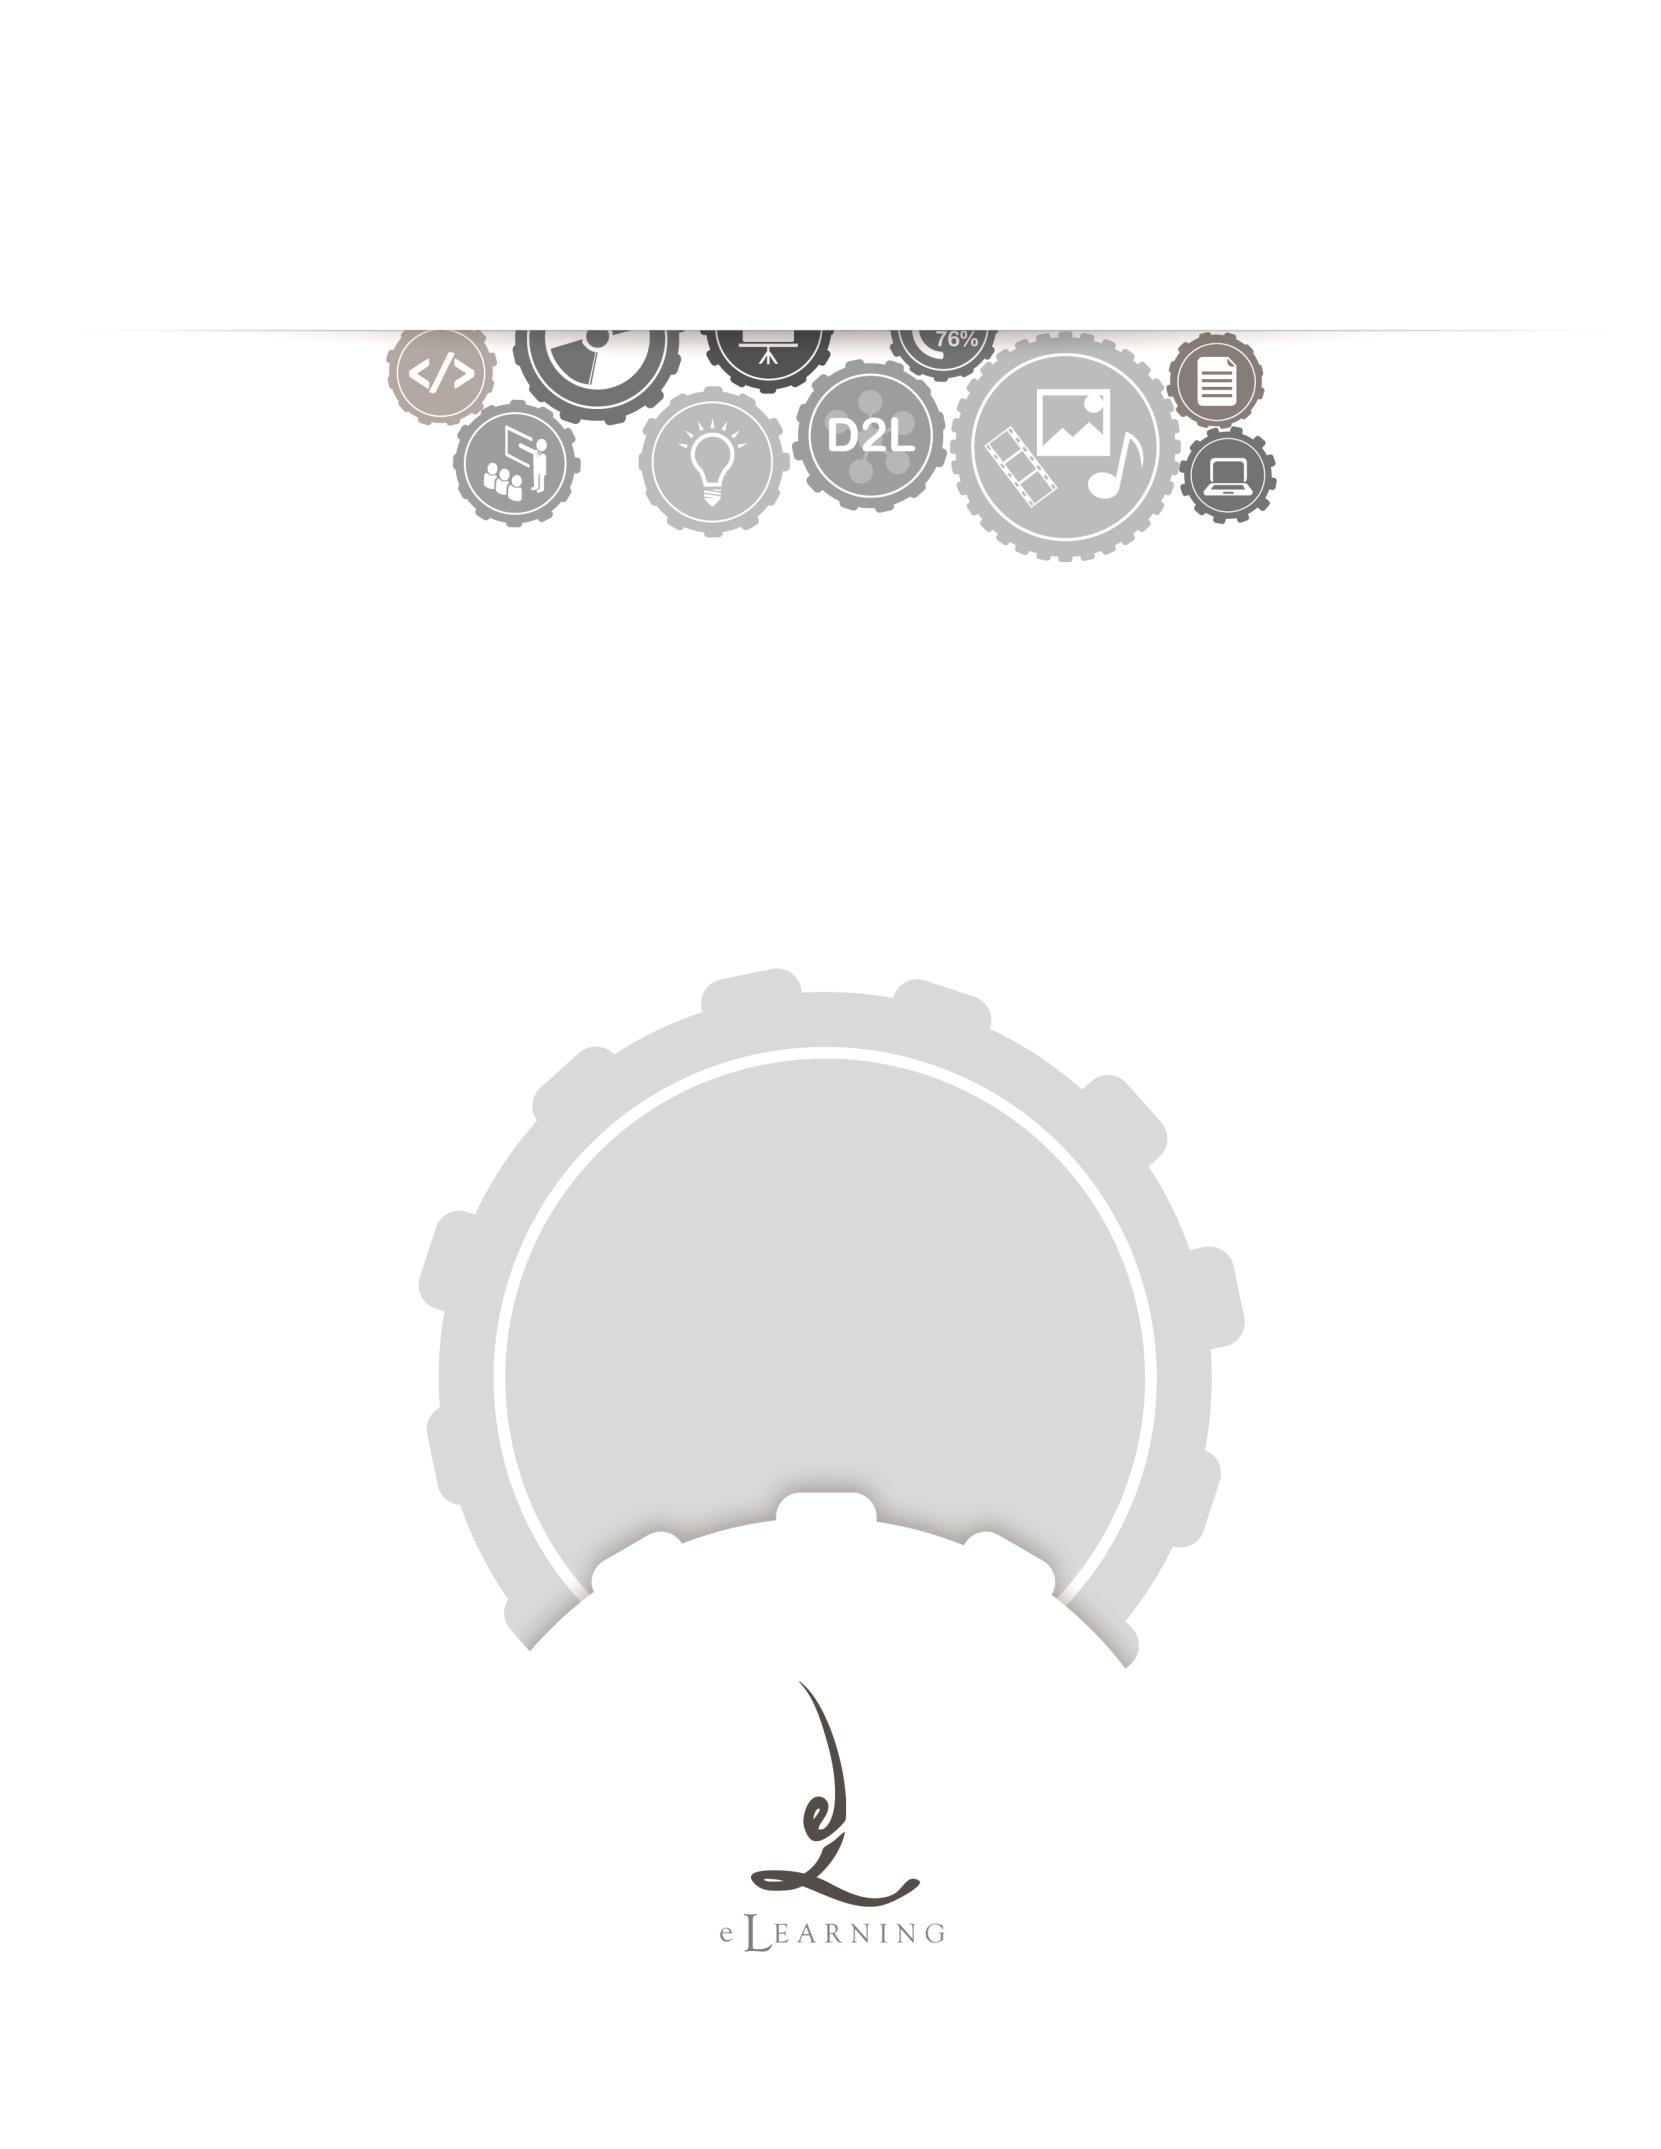 76%
</>
D2L
eLEARNING